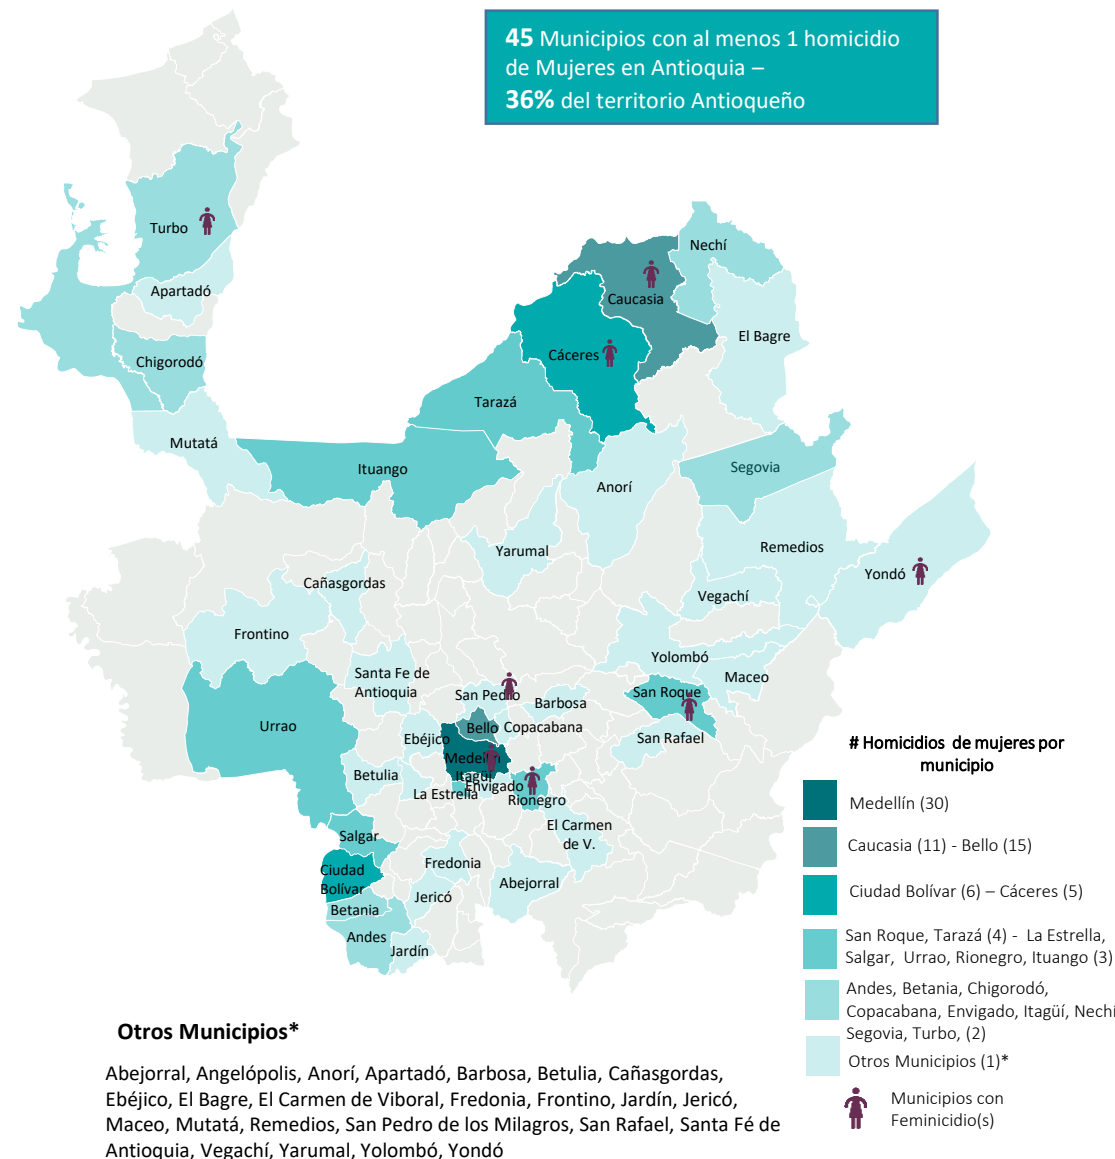 45 Municipios con al menos 1 homicidio
de Mujeres en Antioquia –
36% del territorio Antioqueño
Turbo
Nechí
Apartadó
Caucasia
El Bagre
Chigorodó
Cáceres
Tarazá
Mutatá
Ituango
Segovia
Anorí
Yarumal
Remedios
Yondó
Cañasgordas
Vegachí
Frontino
Yolombó
Santa Fe de
Antioquia
Maceo
San Pedro
Barbosa
San Roque
Urrao
Bello
Copacabana
Ebéjico
San Rafael
Medellín
Betulia
Itagüí
Envigado
La Estrella
Rionegro
El Carmen
de V.
Salgar
Fredonia
Ciudad
Bolívar
Abejorral
Jericó
Betania
Andes
Jardín
# Homicidios de mujeres por
municipio
Medellín (30)
Caucasia (11) - Bello (15)
Ciudad Bolívar (6) – Cáceres (5)
San Roque, Tarazá (4) - La Estrella,
Salgar, Urrao, Rionegro, Ituango (3)
Andes, Betania, Chigorodó,
Copacabana, Envigado, Itagüí, Nechi
Segovia, Turbo, (2)
Otros Municipios (1)*
Municipios con
Feminicidio(s)
Otros Municipios*
Abejorral, Angelópolis, Anorí, Apartadó, Barbosa, Betulia, Cañasgordas,
Ebéjico, El Bagre, El Carmen de Viboral, Fredonia, Frontino, Jardín, Jericó,
Maceo, Mutatá, Remedios, San Pedro de los Milagros, San Rafael, Santa Fé de
Antioquia, Vegachí, Yarumal, Yolombó, Yondó